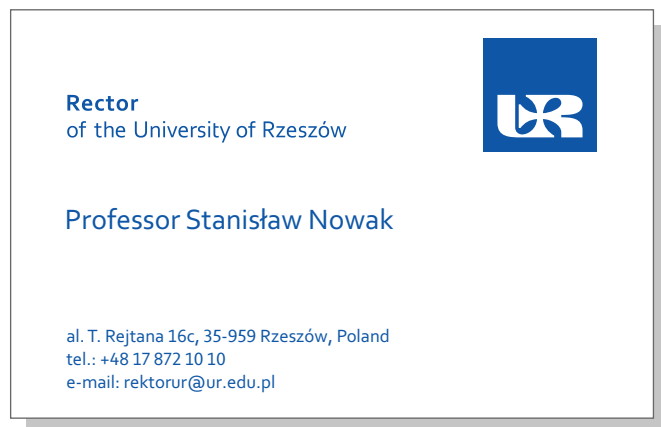 Rector
of the University of Rzeszów
UR
Professor Stanisław Nowak
al. T. Rejtana 16c, 35-959 Rzeszów, Poland
tel.: +48 17 872 10 10
e-mail: rektorur@ur.edu.pl